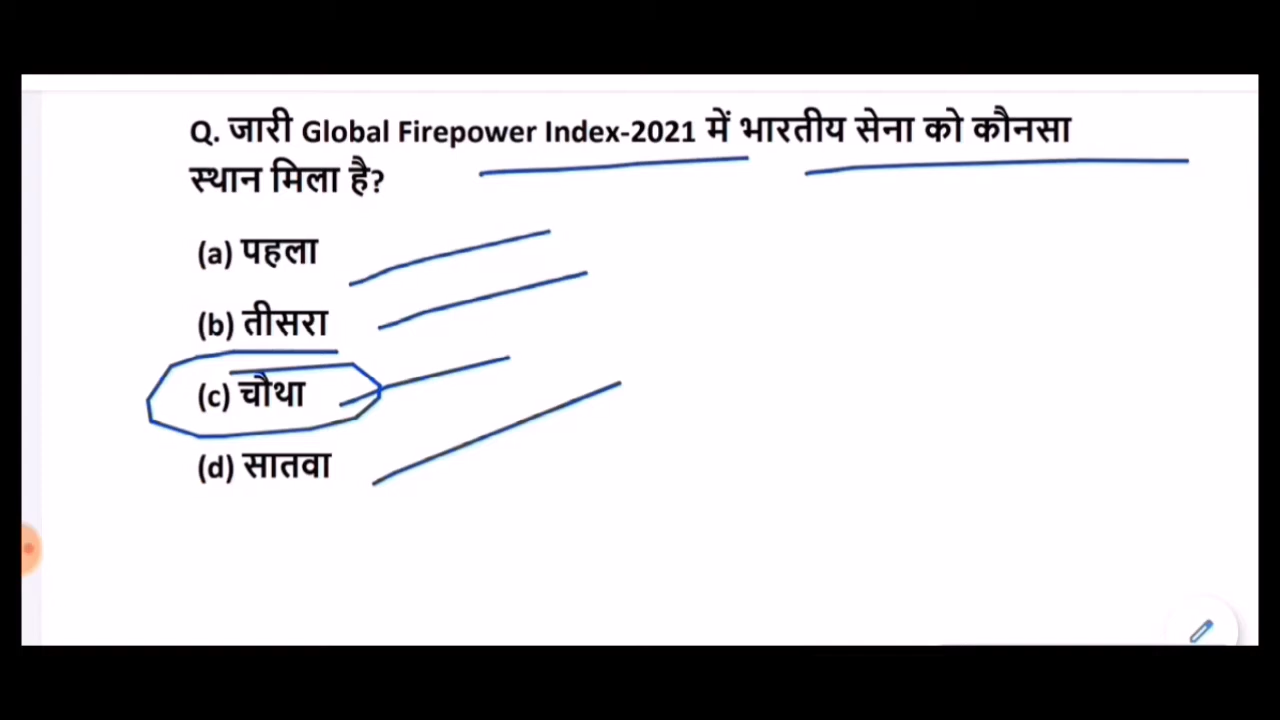 Q. जारी Global Firepower Index-2021 में भारतीय सेना को कौनसा
स्थान मिला है?
(a) पहला
(b) तीसरा
(c) चौथा
(d) सातवा